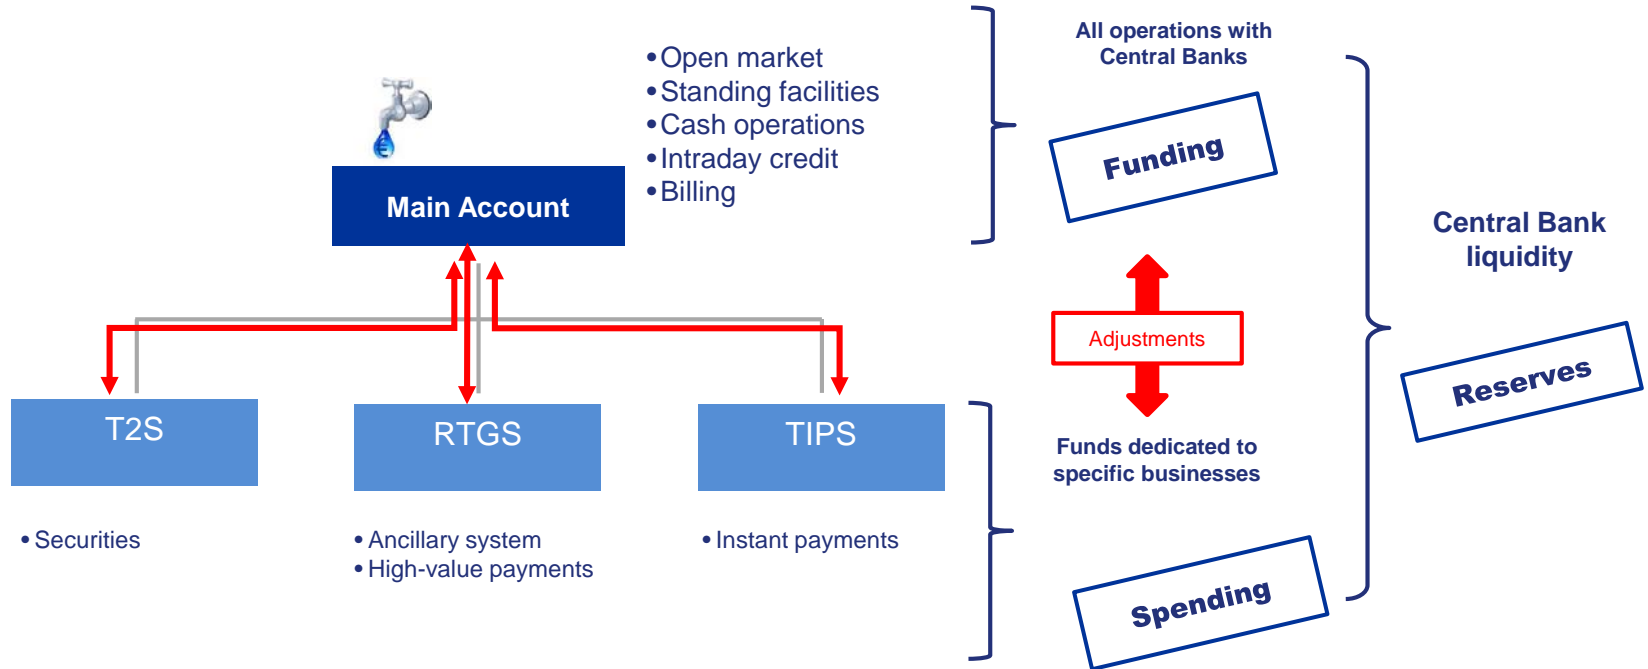 • Open market
• Standing facilities
• Cash operations
• Intraday credit
• Billing
All operations with
Central Banks
€
Main Account
Funding
Central Bank
liquidity
Adjustments
Reserves
T2S
RTGS
TIPS
Funds dedicated to
specific businesses
• Securities
• Ancillary system
• High-value payments
• Instant payments
Spending